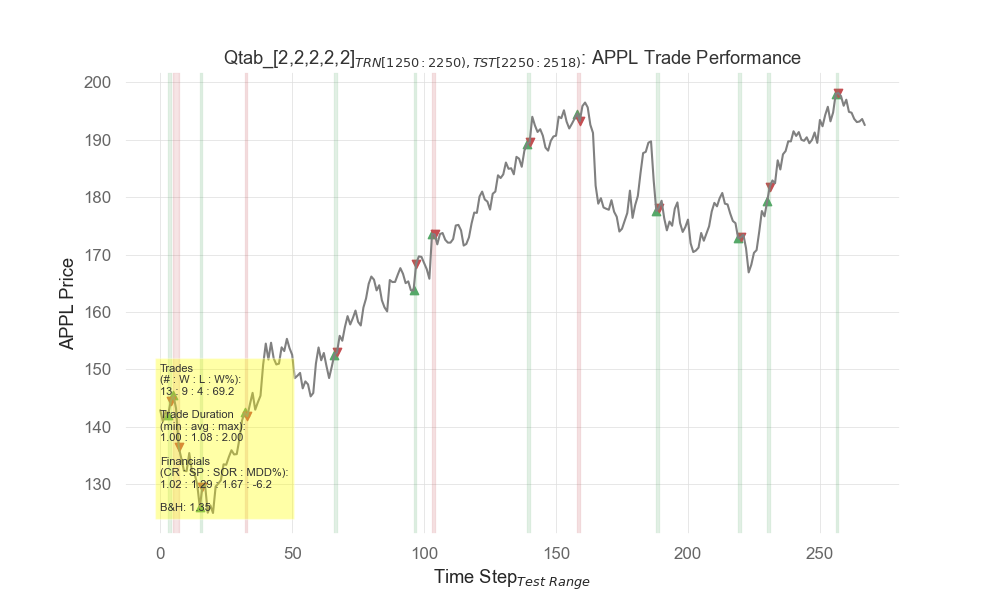 Qtab_[2,2,2,2,2]TRN[1250:2250),TST[2250:2518): APPL Trade Performance
200
190
180
170
160
150
140
130
APPL Price
Trades
(# : W : L : W%):
13 : 9 : 4 : 69.2
Trade Duration
(min : avg : max):
1.00 : 1.08 : 2.00
Financials
(CR : SP : SOR : MDD%):
1.02 : 1.29 : 1.67 : -6.2
B&H: 1.35
0 50 100 150 200 250
Time StepTest Range